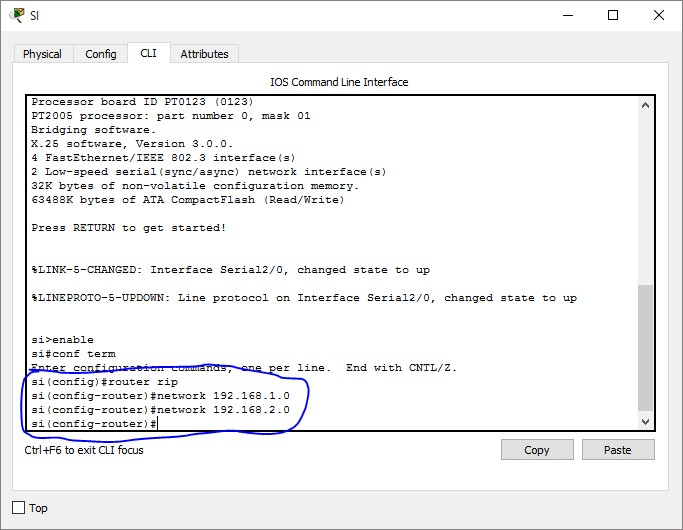 SI
Physical Config CLI Attributes
IOS Command Line Interface
Processor board ID PT0123 (0123)
PT2005 processor: part number 0, mask 01
Bridging software.
X.25 software, Version 3.0.0.
4 FastEthernet/IEEE 802.3 interface(s)
2 Low-speed serial(sync/async) network interface(s)
32K bytes of non-volatile configuration memory.
63488K bytes of ATA CompactFlash (Read/Write)
Press RETURN to get started!
%LINK-5-CHANGED: Interface Serial2/0, changed state to up
%LINEPROTO-5-UPDOWN: Line protocol on Interface Serial2/0, changed state to up
si>enable
si#conf term
Enter configuration commands, one per line.  End with CNTL/Z.
si(config)#router rip
si(config-router)#network 192.168.1.0
si(config-router)#network 192.168.2.0
si(config-router)#
Ctrl+F6 to exit CLI focus
Copy Paste
Top